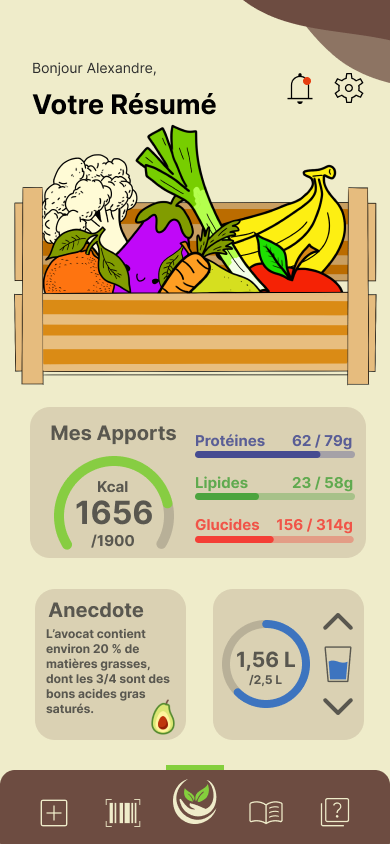 Bonjour Alexandre,
Votre Résumé
Mes Apports
Kcal
1656
/1900
Protéines 62 / 79g
Lipides 23 / 58g
Glucides 156 / 314g
Anecdote
L'avocat contient
environ 20 % de
matières grasses,
dont les 3/4 sont des
bons acides gras
saturés.
1,56 L
/2,5 L
?